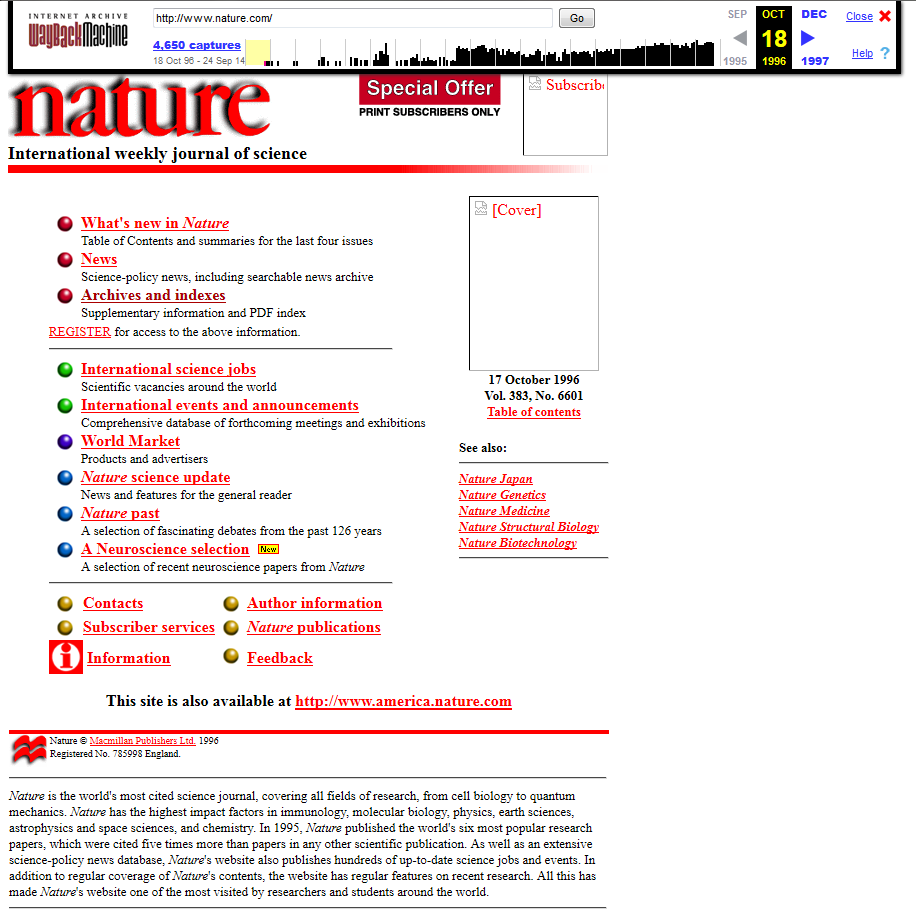 INTERNET ARCHIVE
WayBackMachine
http://www.nature.com/
Go
4,650 captures
18 Oct 96 - 24 Sep 14
SEP OCT DEC
18
1995 1996 1997
Close
Help ?
nature
International weekly journal of science
Special Offer
PRINT SUBSCRIBERS ONLY
Subscribe
What's new in Nature
Table of Contents and summaries for the last four issues
News
Science-policy news, including searchable news archive
Archives and indexes
Supplementary information and PDF index
REGISTER for access to the above information.
International science jobs
Scientific vacancies around the world
International events and announcements
Comprehensive database of forthcoming meetings and exhibitions
World Market
Products and advertisers
Nature science update
News and features for the general reader
Nature past
A selection of fascinating debates from the past 126 years
A Neuroscience selection New
A selection of recent neuroscience papers from Nature
Contacts Author information
Subscriber services Nature publications
Information Feedback
[Cover]
17 October 1996
Vol. 383, No. 6601
Table of contents
See also:
Nature Japan
Nature Genetics
Nature Medicine
Nature Structural Biology
Nature Biotechnology
This site is also available at http://www.america.nature.com
Nature © Macmillan Publishers Ltd. 1996
Registered No. 785998 England.
Nature is the world's most cited science journal, covering all fields of research, from cell biology to quantum
mechanics. Nature has the highest impact factors in immunology, molecular biology, physics, earth sciences,
astrophysics and space sciences, and chemistry. In 1995, Nature published the world's six most popular research
papers, which were cited five times more than papers in any other scientific publication. As well as an extensive
science-policy news database, Nature's website also publishes hundreds of up-to-date science jobs and events. In
addition to regular coverage of Nature's contents, the website has regular features on recent research. All this has
made Nature's website one of the most visited by researchers and students around the world.